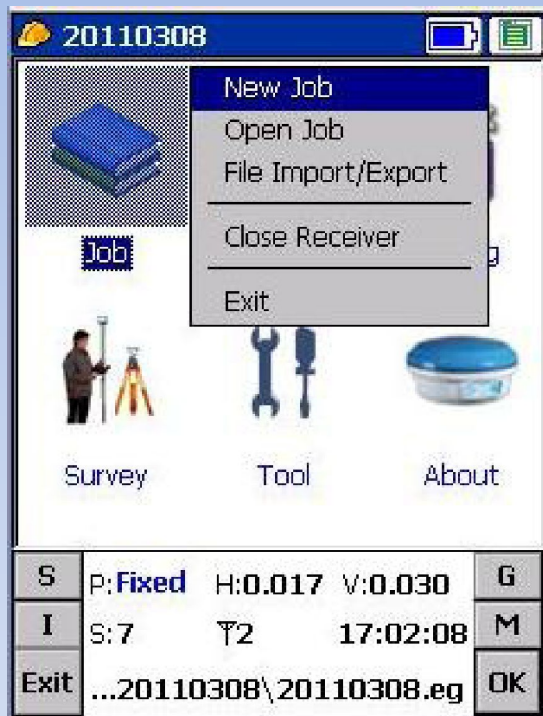 20110308
New Job
Open Job
File Import/Export
Close Receiver
Exit
Job
Survey Tool About
S P:Fixed H:0.017 V:0.030 G
I S:7 2 17:02:08 M
Exit ...20110308\20110308.eg OK